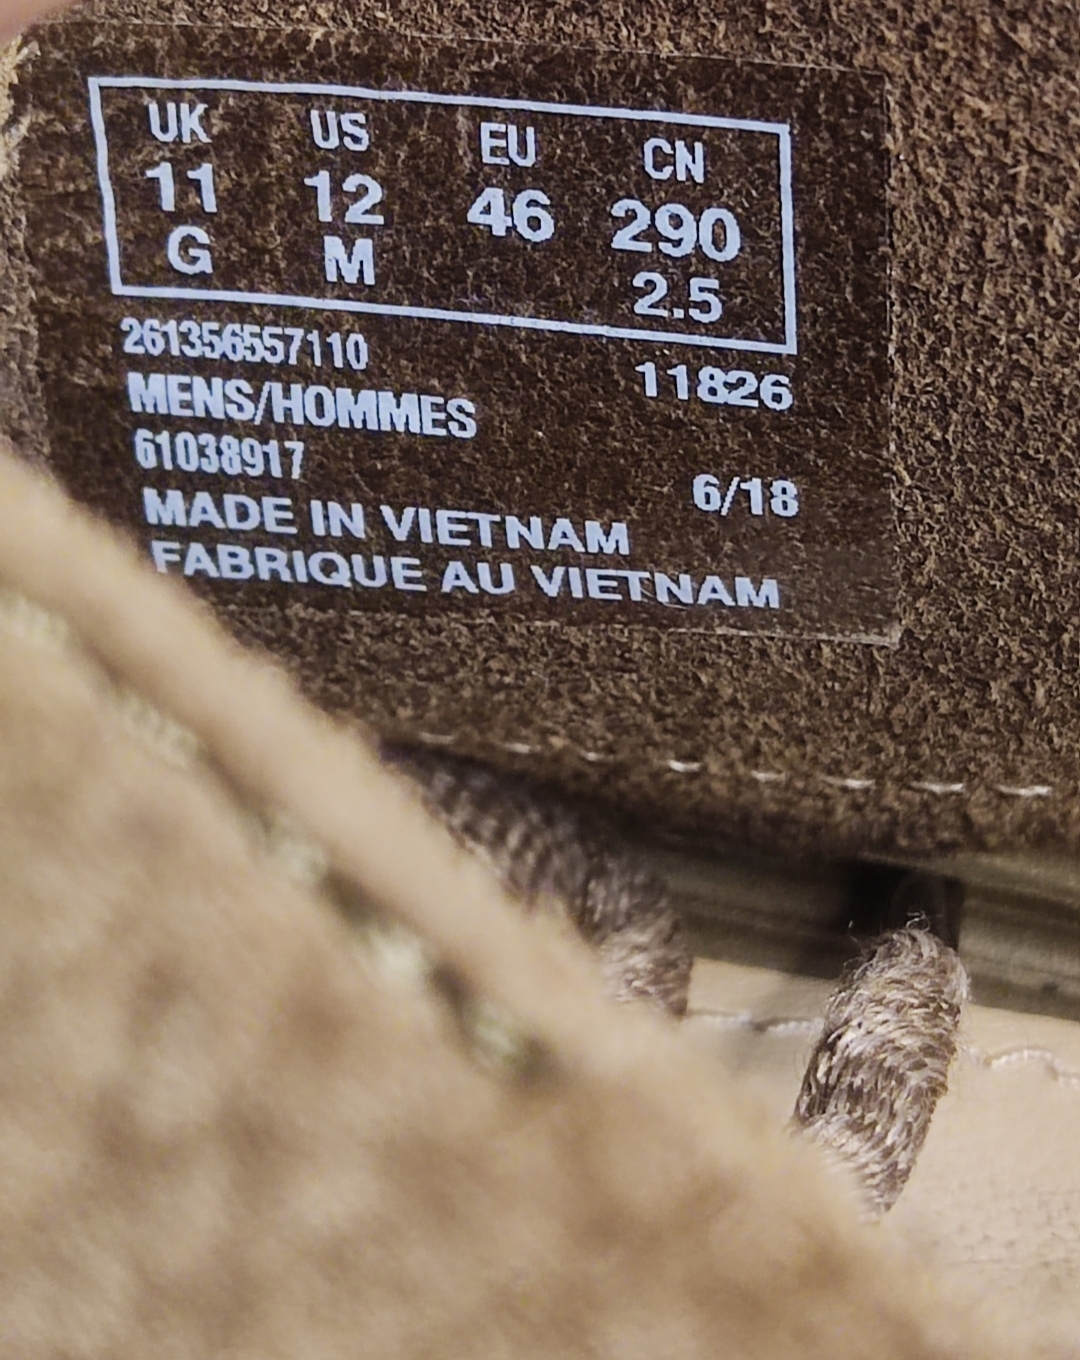 UK US EU CN
11 12 46 290
G M 2.5
261356557110 11826
MENS/HOMMES
61038917 6/18
MADE IN VIETNAM
FABRIQUE AU VIETNAM